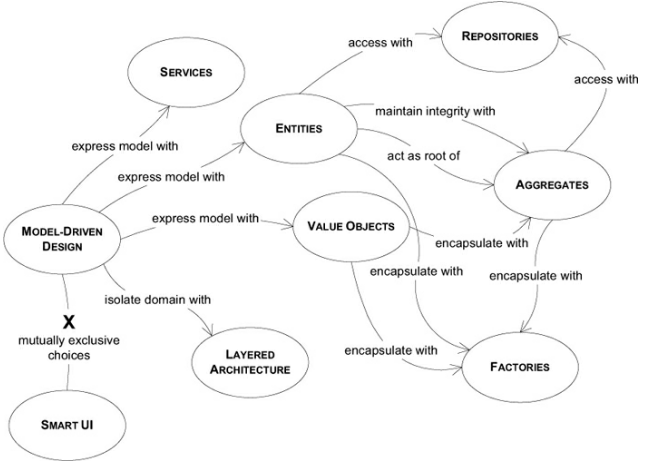 REPOSITORIES
access with
SERVICES
access with
maintain integrity with
ENTITIES
express model with
act as root of
express model with
AGGREGATES
express model with
MODEL-DRIVEN
DESIGN
VALUE OBJECTS
encapsulate with
encapsulate with
encapsulate with
isolate domain with
X
mutually exclusive
choices
encapsulate with
LAYERED
ARCHITECTURE
FACTORIES
SMART UI